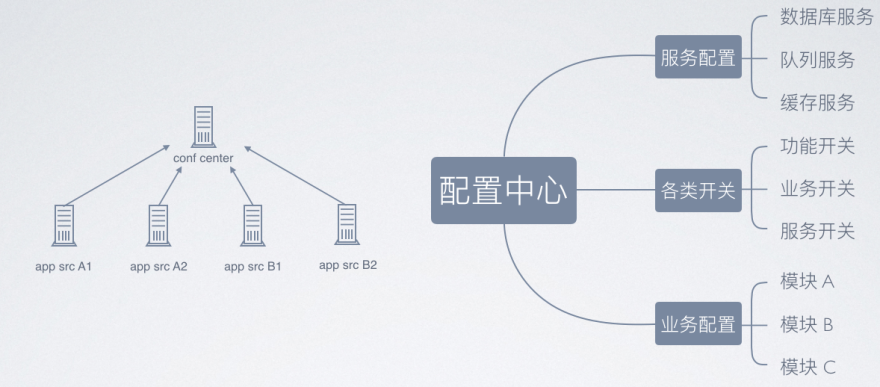 conf center
app src A1
app src A2
app src B1
app src B2
配置中心
服务配置
数据库服务
队列服务
缓存服务
各类开关
功能开关
业务开关
服务开关
业务配置
模块 A
模块 B
模块 C